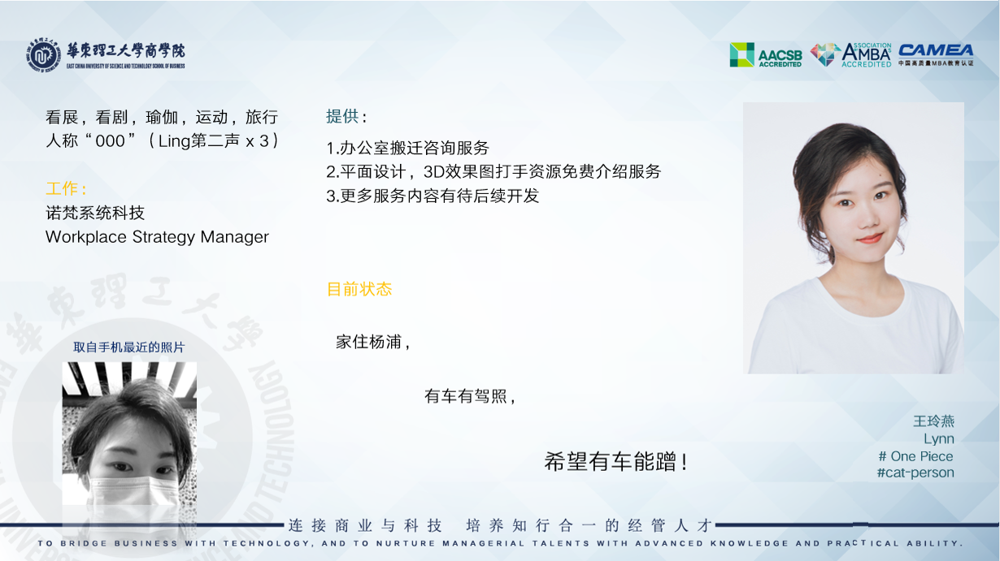 華東理工大學商學院
EAST CHINA UNIVERSITY OF SCIENCE AND TECHNOLOGY SCHOOL OF BUSINESS
AACSB
ACCREDITED
ASSOCIATION
AMBA'S
ACCREDITED
CAMEA
中国高质量MBA教育认证
看展，看剧，瑜伽，运动，旅行
人称“000”（Ling第二声 x 3）
工作：
诺梵系统科技
Workplace Strategy Manager
提供：
1.办公室搬迁咨询服务
2.平面设计，3D效果图打手资源免费介绍服务
3.更多服务内容有待后续开发
目前状态
家住杨浦，
有车有驾照，
希望有车能蹭！
取自手机最近的照片
華東理工大學
王玲燕
Lynn
# One Piece
#cat-person
连接商业与科技 培养知行合一的经管人才
TO BRIDGE BUSINESS WITH TECHNOLOGY, AND TO NURTURE MANAGERIAL TALENTS WITH ADVANCED KNOWLEDGE AND PRACTICAL ABILITY.